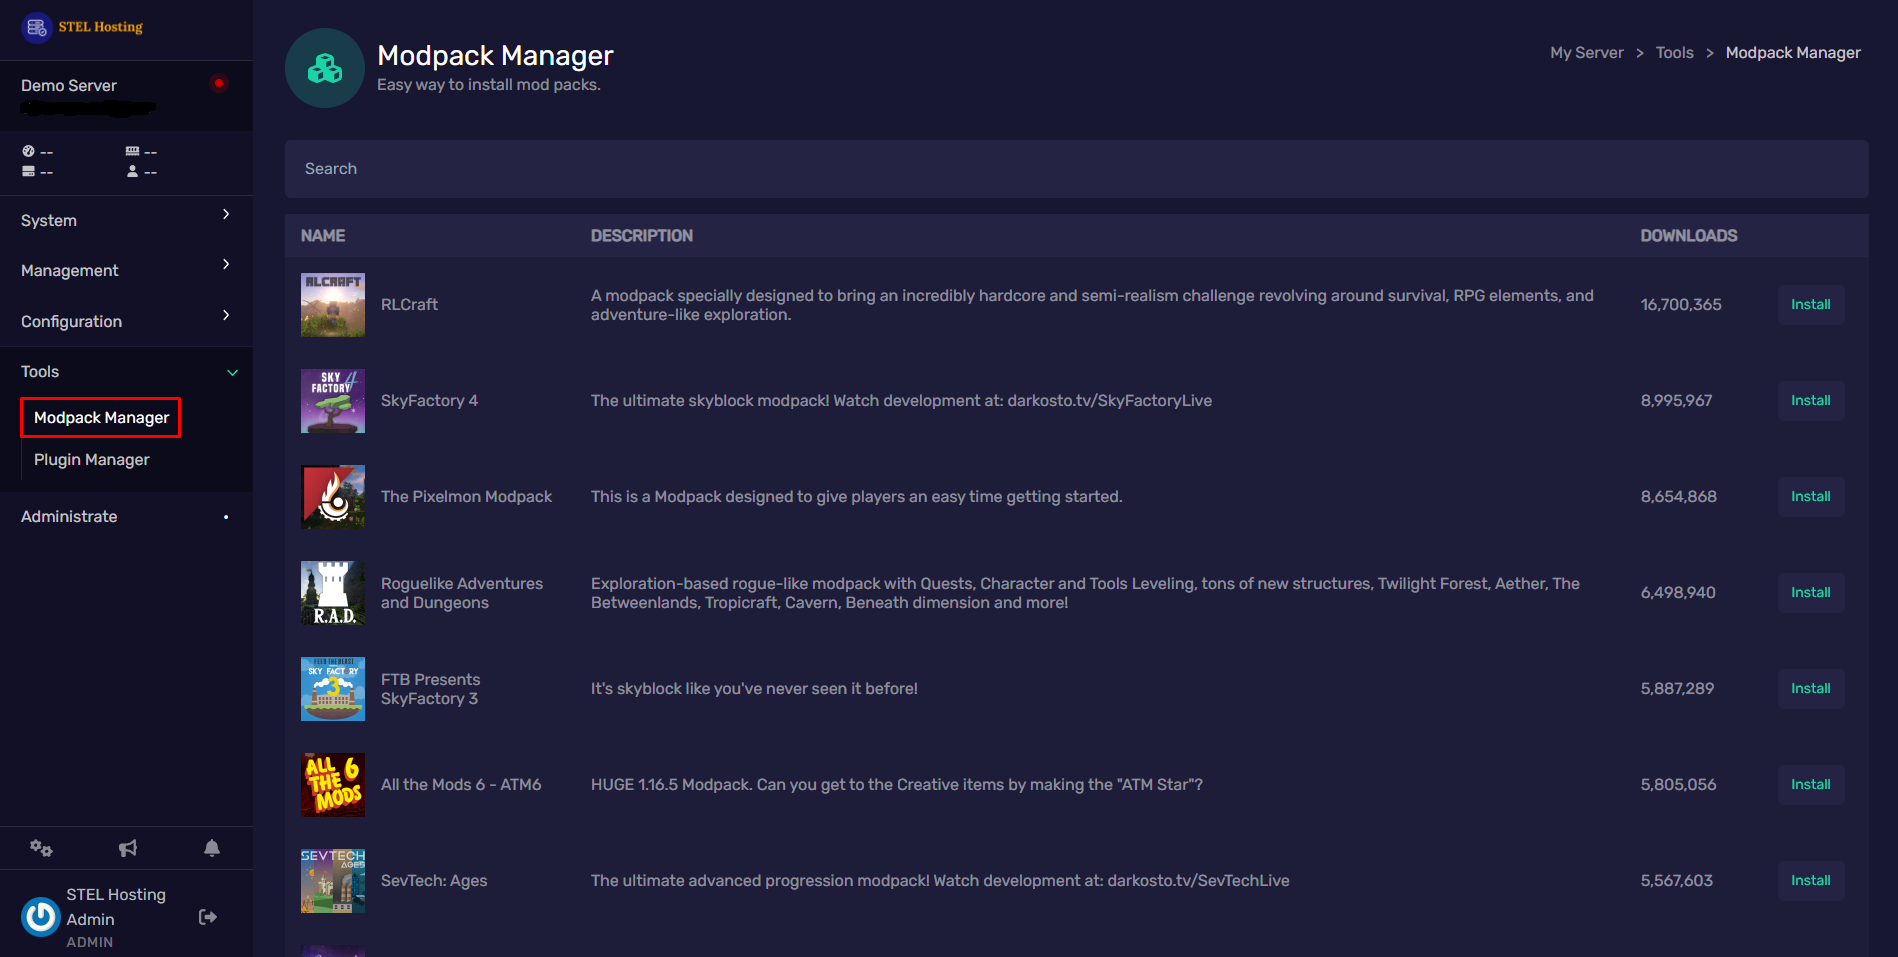 STEL Hosting
Demo Server
--
--
--
--
System
Management
Configuration
Tools
Modpack Manager
Plugin Manager
Administrate
STEL Hosting
Admin
ADMIN
Modpack Manager
Easy way to install mod packs.
My Server > Tools > Modpack Manager
Search
NAME DESCRIPTION DOWNLOADS
RLCRAFT
RLCraft
A modpack specially designed to bring an incredibly hardcore and semi-realism challenge revolving around survival, RPG elements, and
adventure-like exploration.
16,700,365
Install
SKY
FACTORY 4
SkyFactory 4
The ultimate skyblock modpack! Watch development at: darkosto.tv/SkyFactoryLive
8,995,967
Install
The Pixelmon Modpack
This is a Modpack designed to give players an easy time getting started.
8,654,868
Install
R.A.D.
Roguelike Adventures
and Dungeons
Exploration-based rogue-like modpack with Quests, Character and Tools Leveling, tons of new structures, Twilight Forest, Aether, The
Betweenlands, Tropicraft, Cavern, Beneath dimension and more!
6,498,940
Install
FEED THE BEAST
SKY FACT RY
3
FTB Presents
SkyFactory 3
It's skyblock like you've never seen it before!
5,887,289
Install
ALL 6
THE
MODS
All the Mods 6 - ATM6
HUGE 1.16.5 Modpack. Can you get to the Creative items by making the "ATM Star"?
5,805,056
Install
SEVTECH
AGES
SevTech: Ages
The ultimate advanced progression modpack! Watch development at: darkosto.tv/SevTechLive
5,567,603
Install